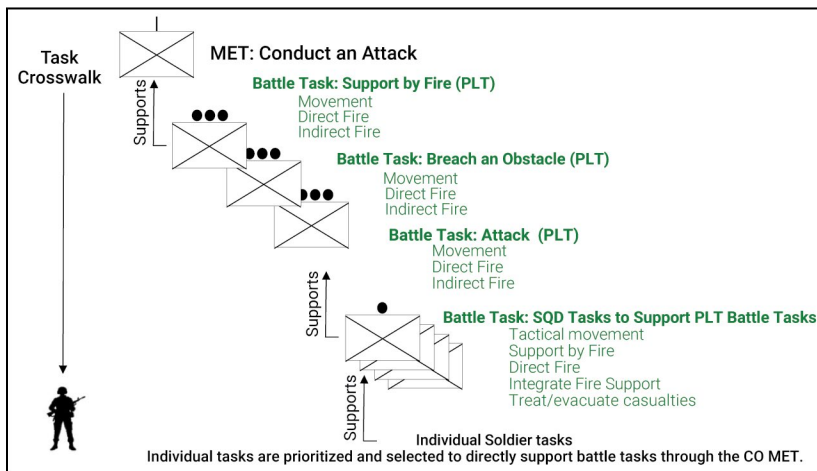 Task
Crosswalk
MET: Conduct an Attack
Supports
Battle Task: Support by Fire (PLT)
Movement
Direct Fire
Indirect Fire
Battle Task: Breach an Obstacle (PLT)
Movement
Direct Fire
Indirect Fire
Battle Task: Attack (PLT)
Movement
Direct Fire
Indirect Fire
Supports
Battle Task: SQD Tasks to Support PLT Battle Tasks
Tactical movement
Support by Fire
Direct Fire
Integrate Fire Support
Treat/evacuate casualties
Supports
Individual Soldier tasks
Individual tasks are prioritized and selected to directly support battle tasks through the CO MET.